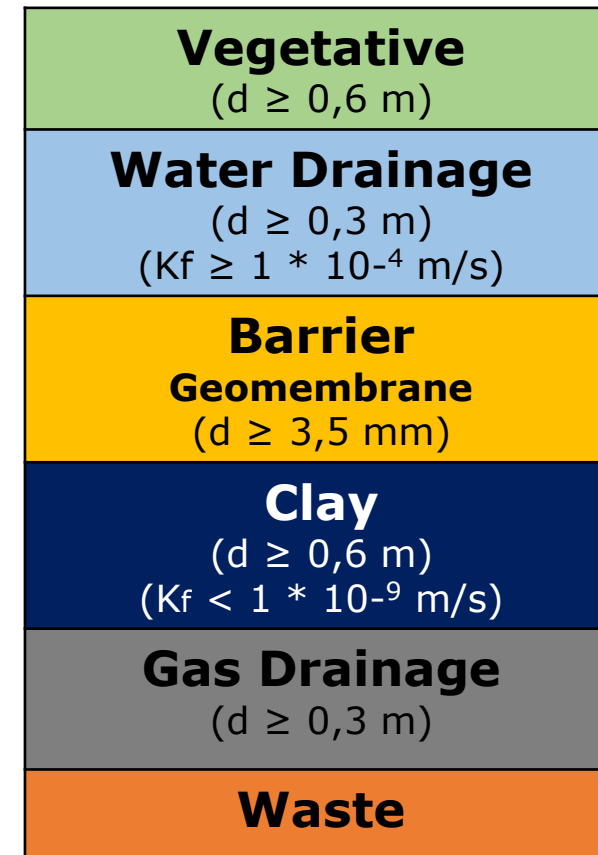 Vegetative
(d ≥ 0,6 m)
Water Drainage
(d ≥ 0,3 m)
(Kf ≥ 1 * 10-⁴ m/s)
Barrier
Geomembrane
(d ≥ 3,5 mm)
Clay
(d ≥ 0,6 m)
(Kf < 1 * 10-⁹ m/s)
Gas Drainage
(d ≥ 0,3 m)
Waste